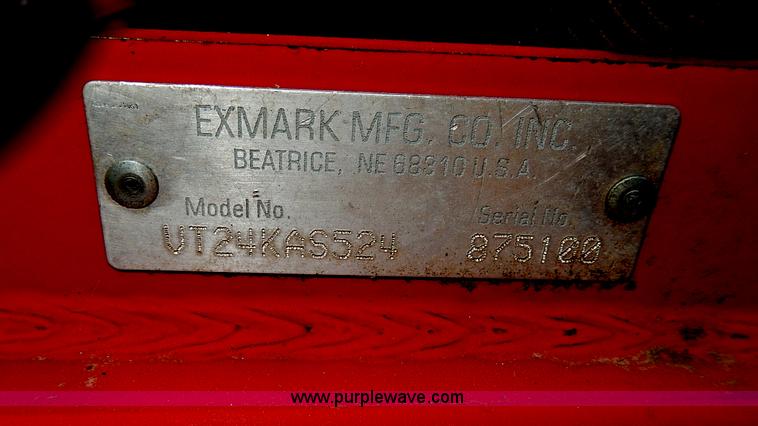 EXMARK MFG. CO. INC.
BEATRICE, NE 68310 U.S.A.
Model No. Serial No.
VT24KAS524 875100
www.purplewave.com